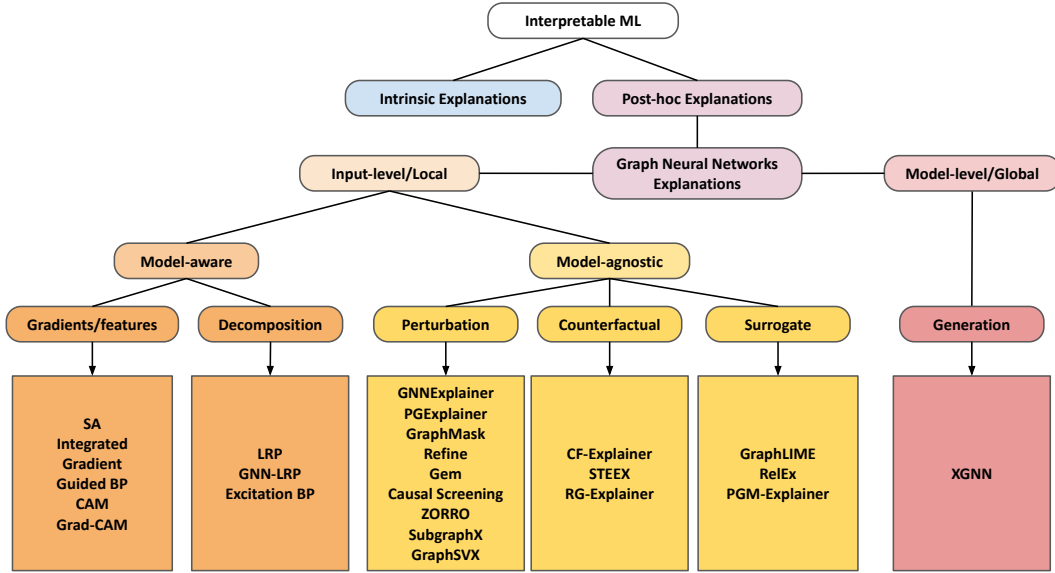 Interpretable ML
Intrinsic Explanations
Post-hoc Explanations
Input-level/Local
Graph Neural Networks
Explanations
Model-level/Global
Model-aware
Model-agnostic
Gradients/features
Decomposition
Perturbation
Counterfactual
Surrogate
Generation
SA
Integrated
Gradient
Guided BP
CAM
Grad-CAM
LRP
GNN-LRP
Excitation BP
GNNExplainer
PGExplainer
GraphMask
Refine
Gem
Causal Screening
ZORRO
SubgraphX
GraphSVX
CF-Explainer
STEEX
RG-Explainer
GraphLIME
RelEx
PGM-Explainer
XGNN